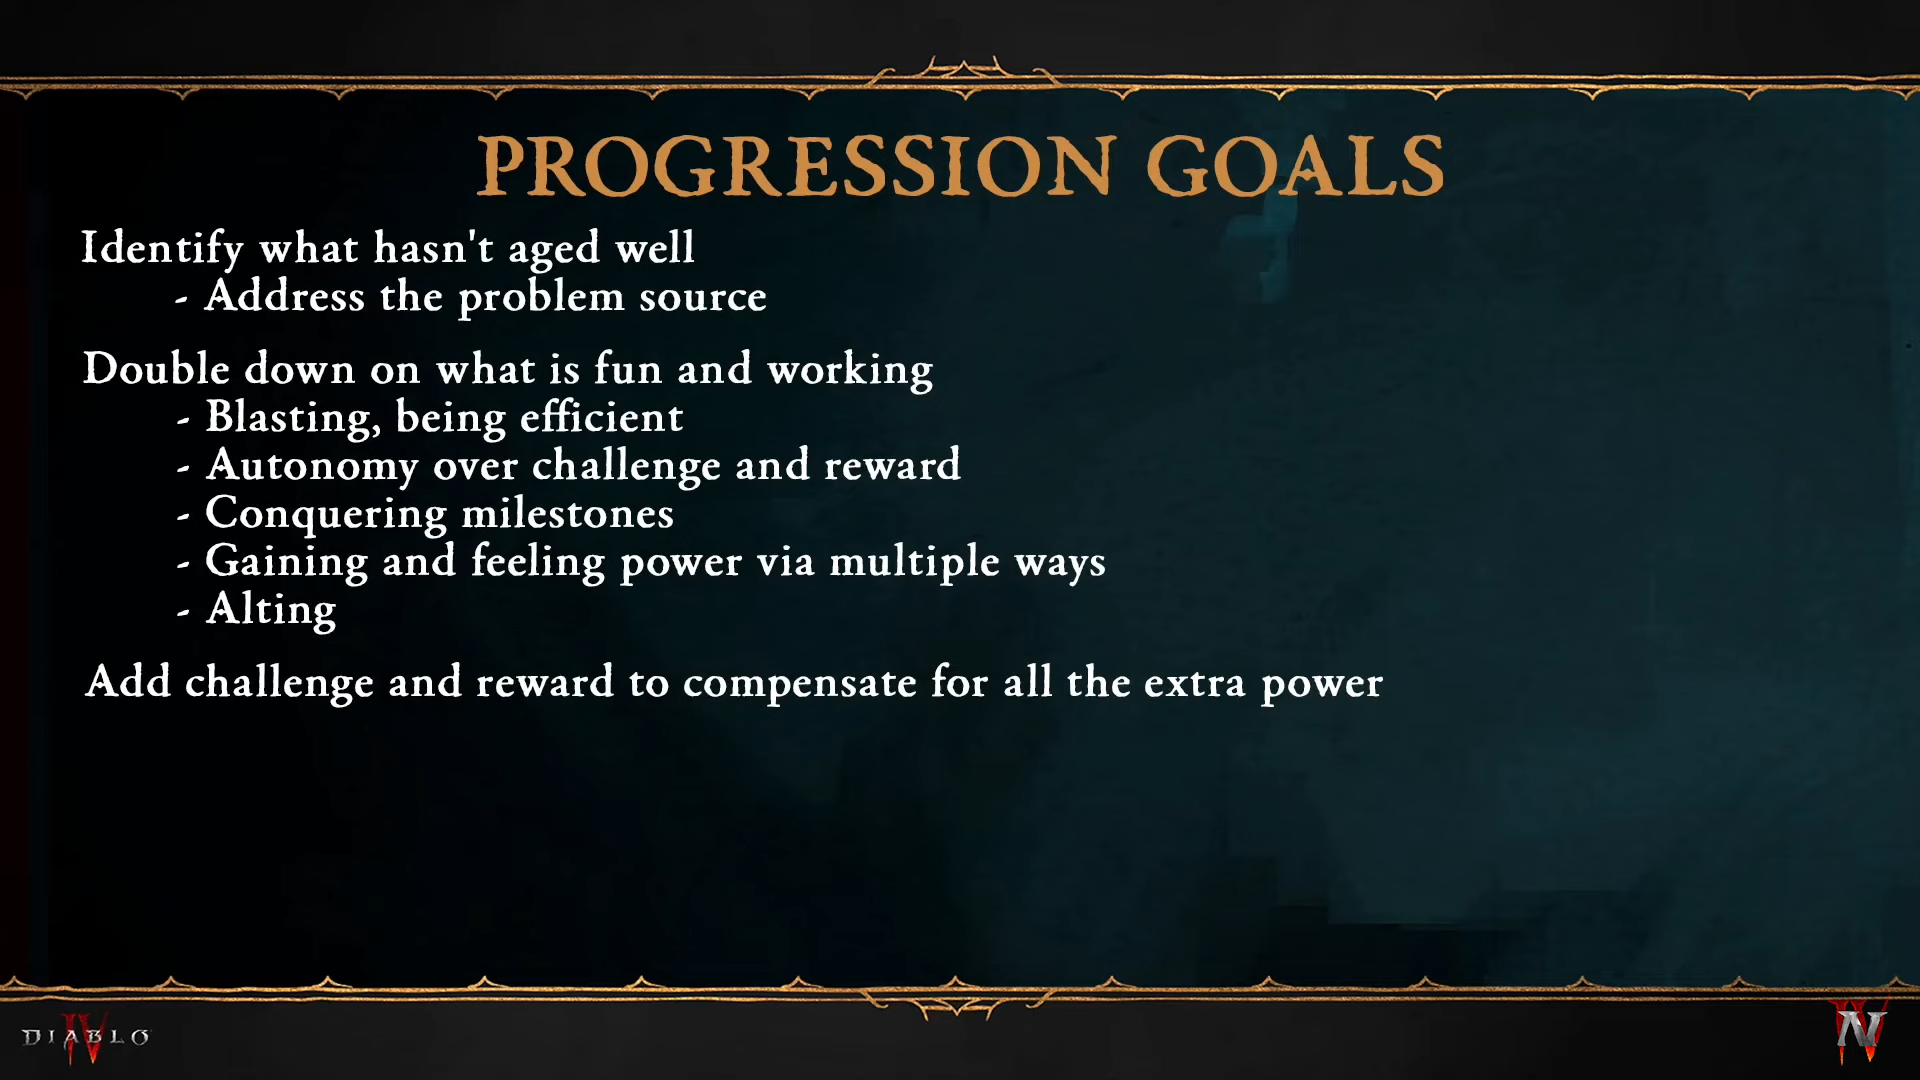 PROGRESSION GOALS
Identify what hasn't aged well
- Address the problem source
Double down on what is fun and working
- Blasting, being efficient
- Autonomy over challenge and reward
- Conquering milestones
- Gaining and feeling power via multiple ways
- Alting
Add challenge and reward to compensate for all the extra power
DIABLO IV
IV N